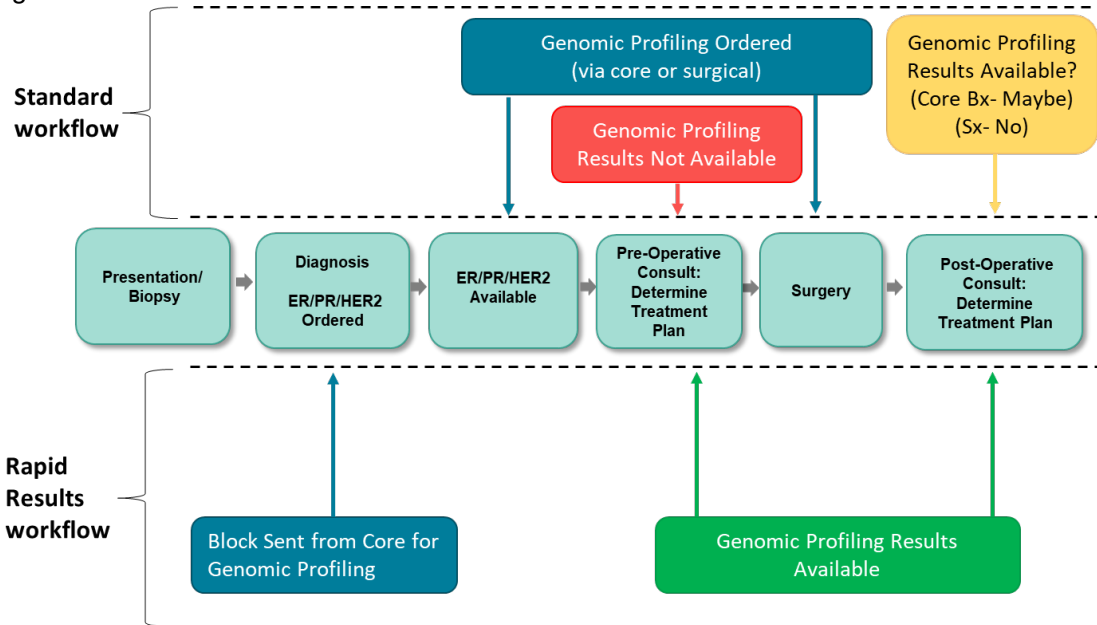 Standard
workflow
Genomic Profiling Ordered
(via core or surgical)
Genomic Profiling
Results Not Available
Genomic Profiling
Results Available?
(Core Bx- Maybe)
(Sx- No)
Presentation/
Biopsy
Diagnosis
ER/PR/HER2
Ordered
ER/PR/HER2
Available
Pre-Operative
Consult:
Determine
Treatment
Plan
Surgery
Post-Operative
Consult:
Determine
Treatment Plan
Rapid
Results
workflow
Block Sent from Core for
Genomic Profiling
Genomic Profiling Results
Available